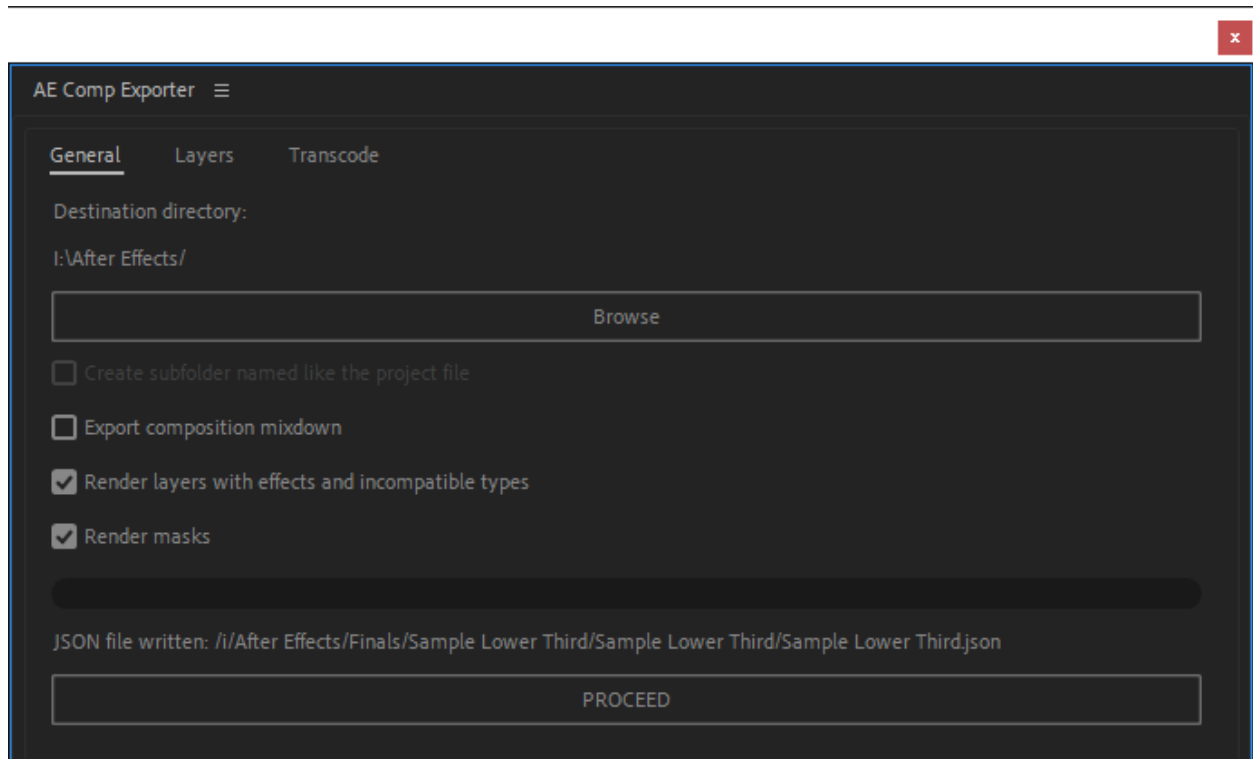 x
AE Comp Exporter
General Layers Transcode
Destination directory:
I:\After Effects/
Browse
Create subfolder named like the project file
Export composition mixdown
Render layers with effects and incompatible types
Render masks
JSON file written: /i/After Effects/Finals/Sample Lower Third/Sample Lower Third/Sample Lower Third.json
PROCEED